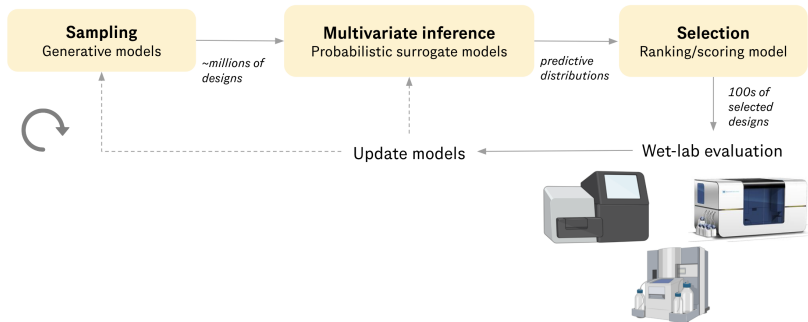 Sampling
Generative models
~millions of
designs
Multivariate inference
Probabilistic surrogate models
predictive
distributions
Selection
Ranking/scoring model
100s of
selected
designs
Update models
Wet-lab evaluation